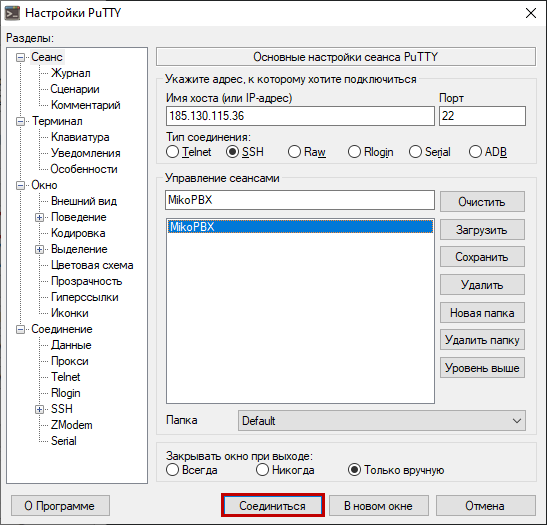 Настройки PuTTY
Разделы:
Сеанс
Журнал
Сценарии
Комментарий
Терминал
Клавиатура
Уведомления
Особенности
Окно
Внешний вид
Поведение
Кодировка
Выделение
Цветовая схема
Прозрачность
Гиперссылки
Иконки
Соединение
Данные
Прокси
Telnet
Rlogin
SSH
ZModem
Serial
Основные настройки сеанса PuTTY
Укажите адрес, к которому хотите подключиться
Имя хоста (или IP-адрес) Порт
185.130.115.36 22
Тип соединения:
Telnet SSH Raw Rlogin Serial ADB
Управление сеансами
MikoPBX Очистить
MikoPBX
Загрузить
Сохранить
Удалить
Новая папка
Удалить папку
Уровень выше
Папка Default
Закрывать окно при выходе:
Всегда Никогда Только вручную
О Программе Соединиться В новом окне Отмена